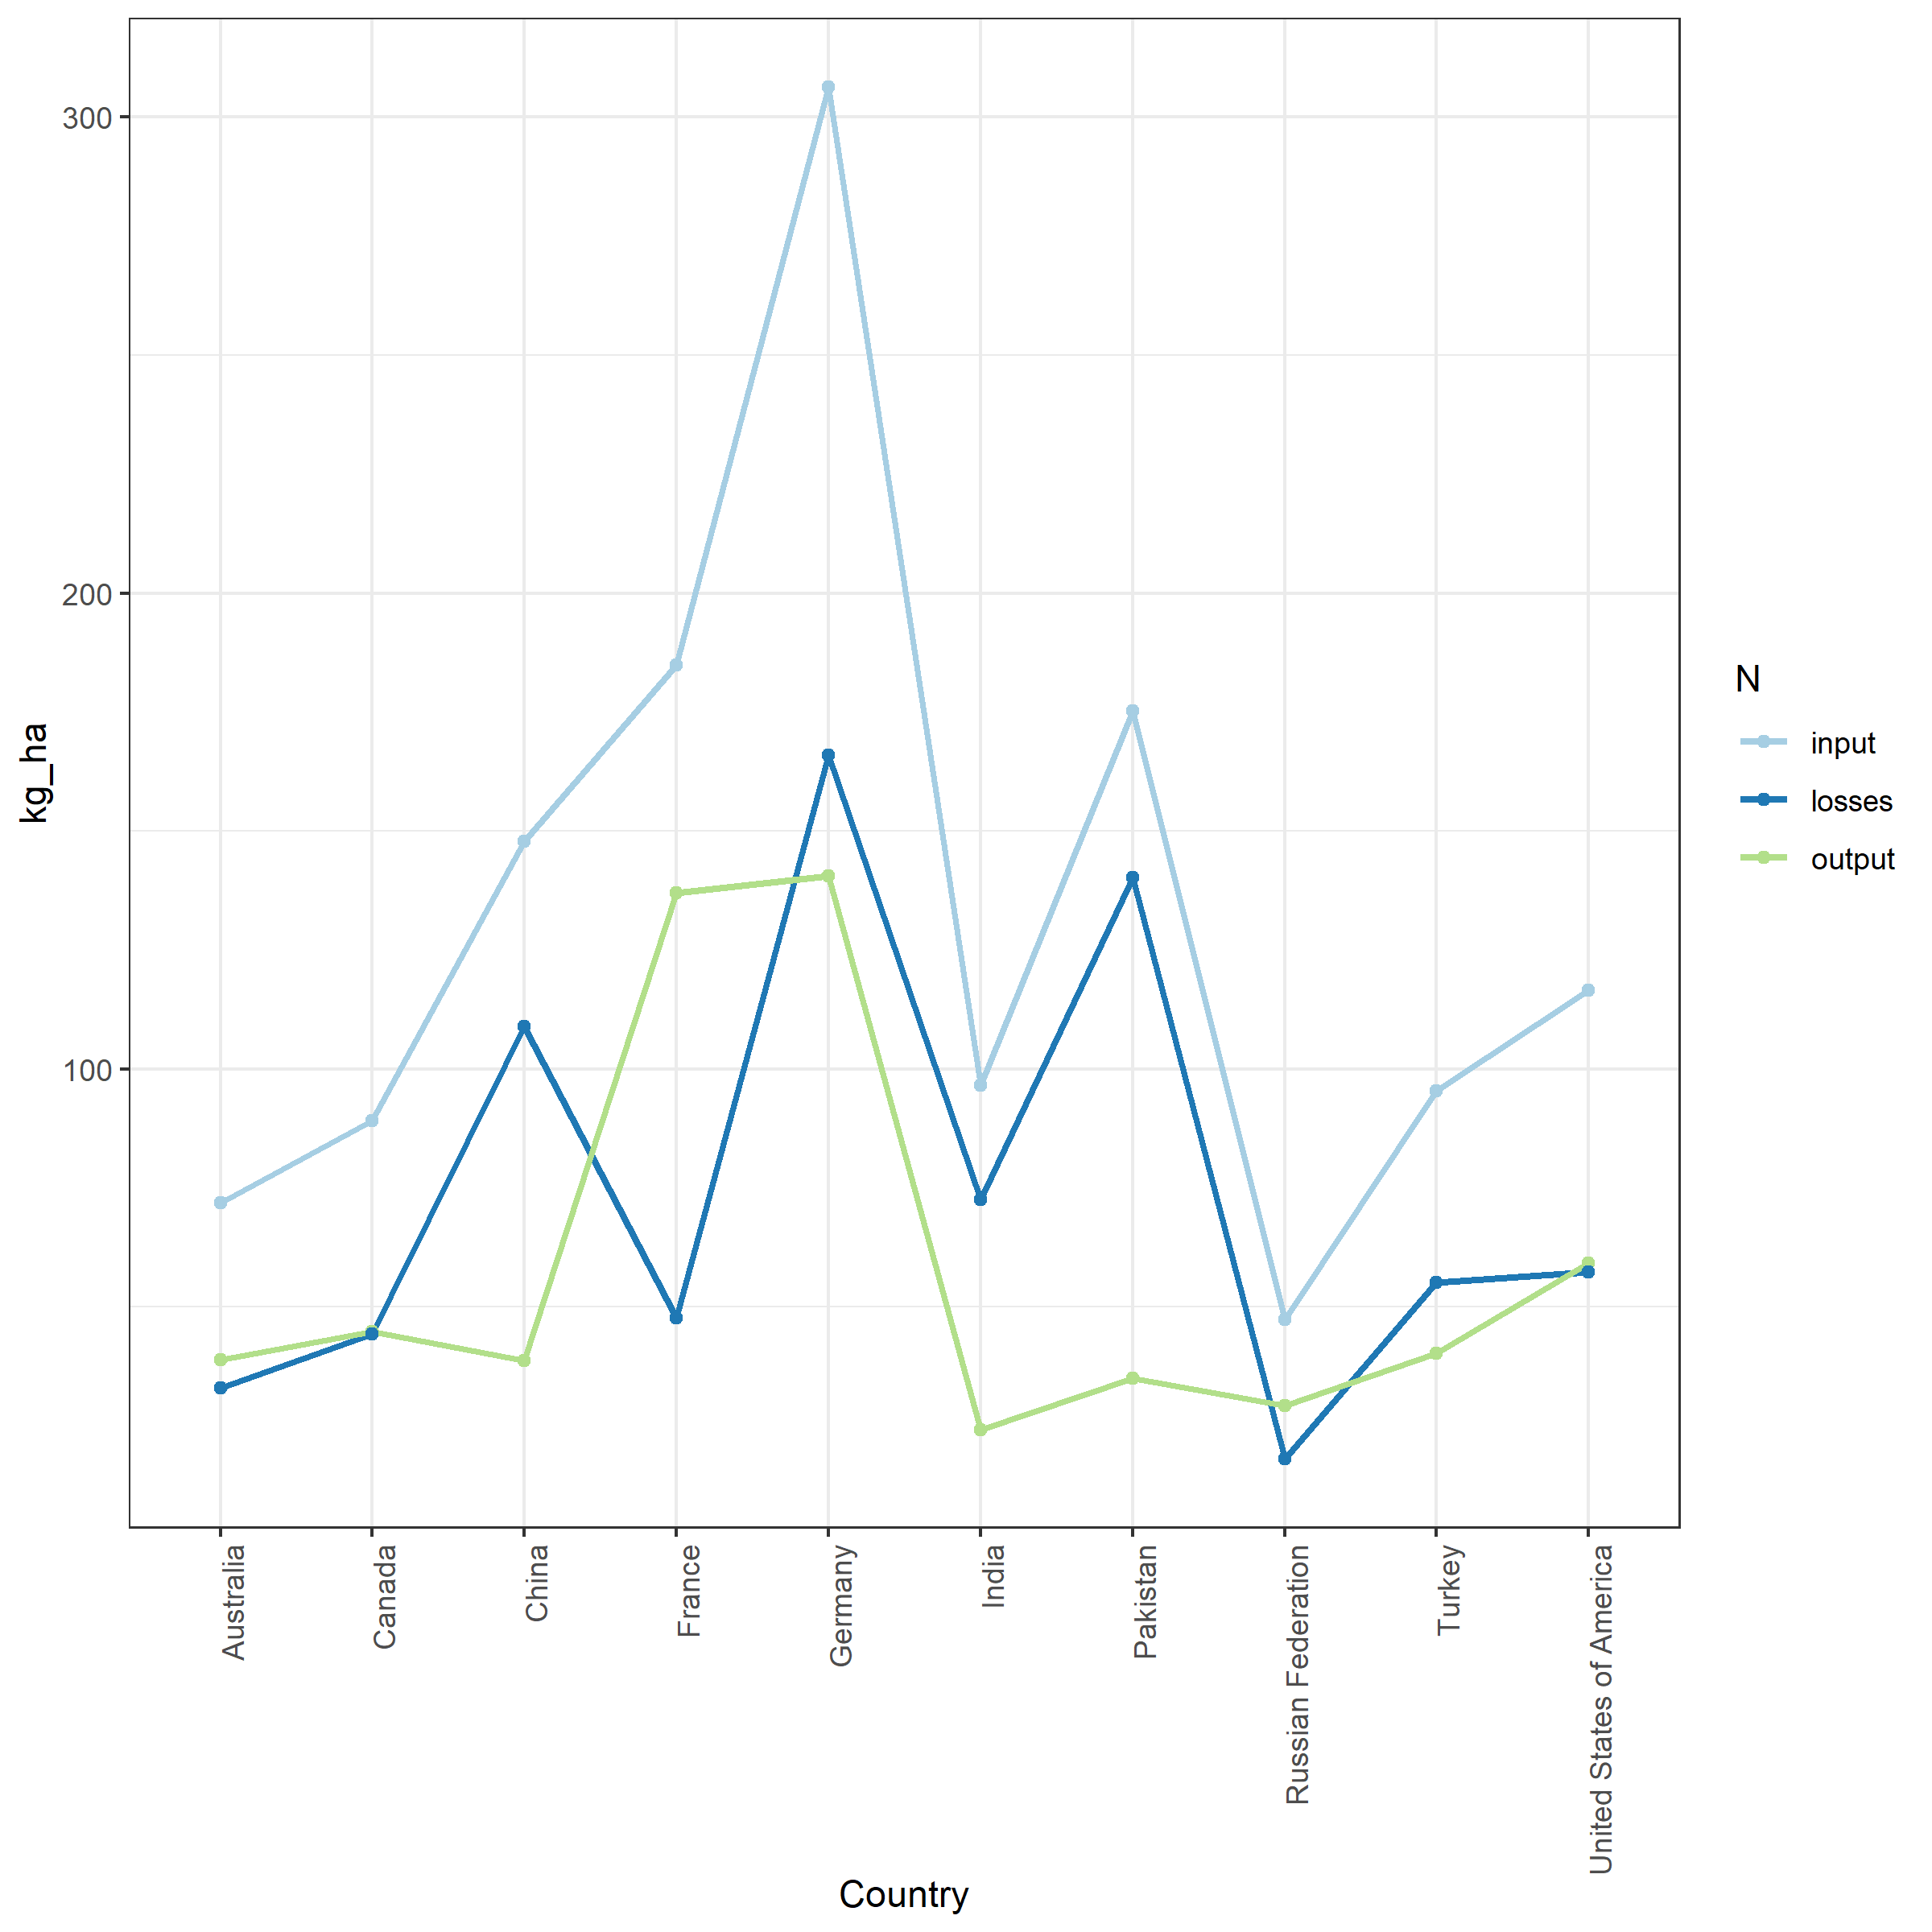 300
200
100
kg_ha
Australia
Canada
China
France
Germany
India
Pakistan
Russian Federation
Turkey
United States of America
Country
N
input
losses
output